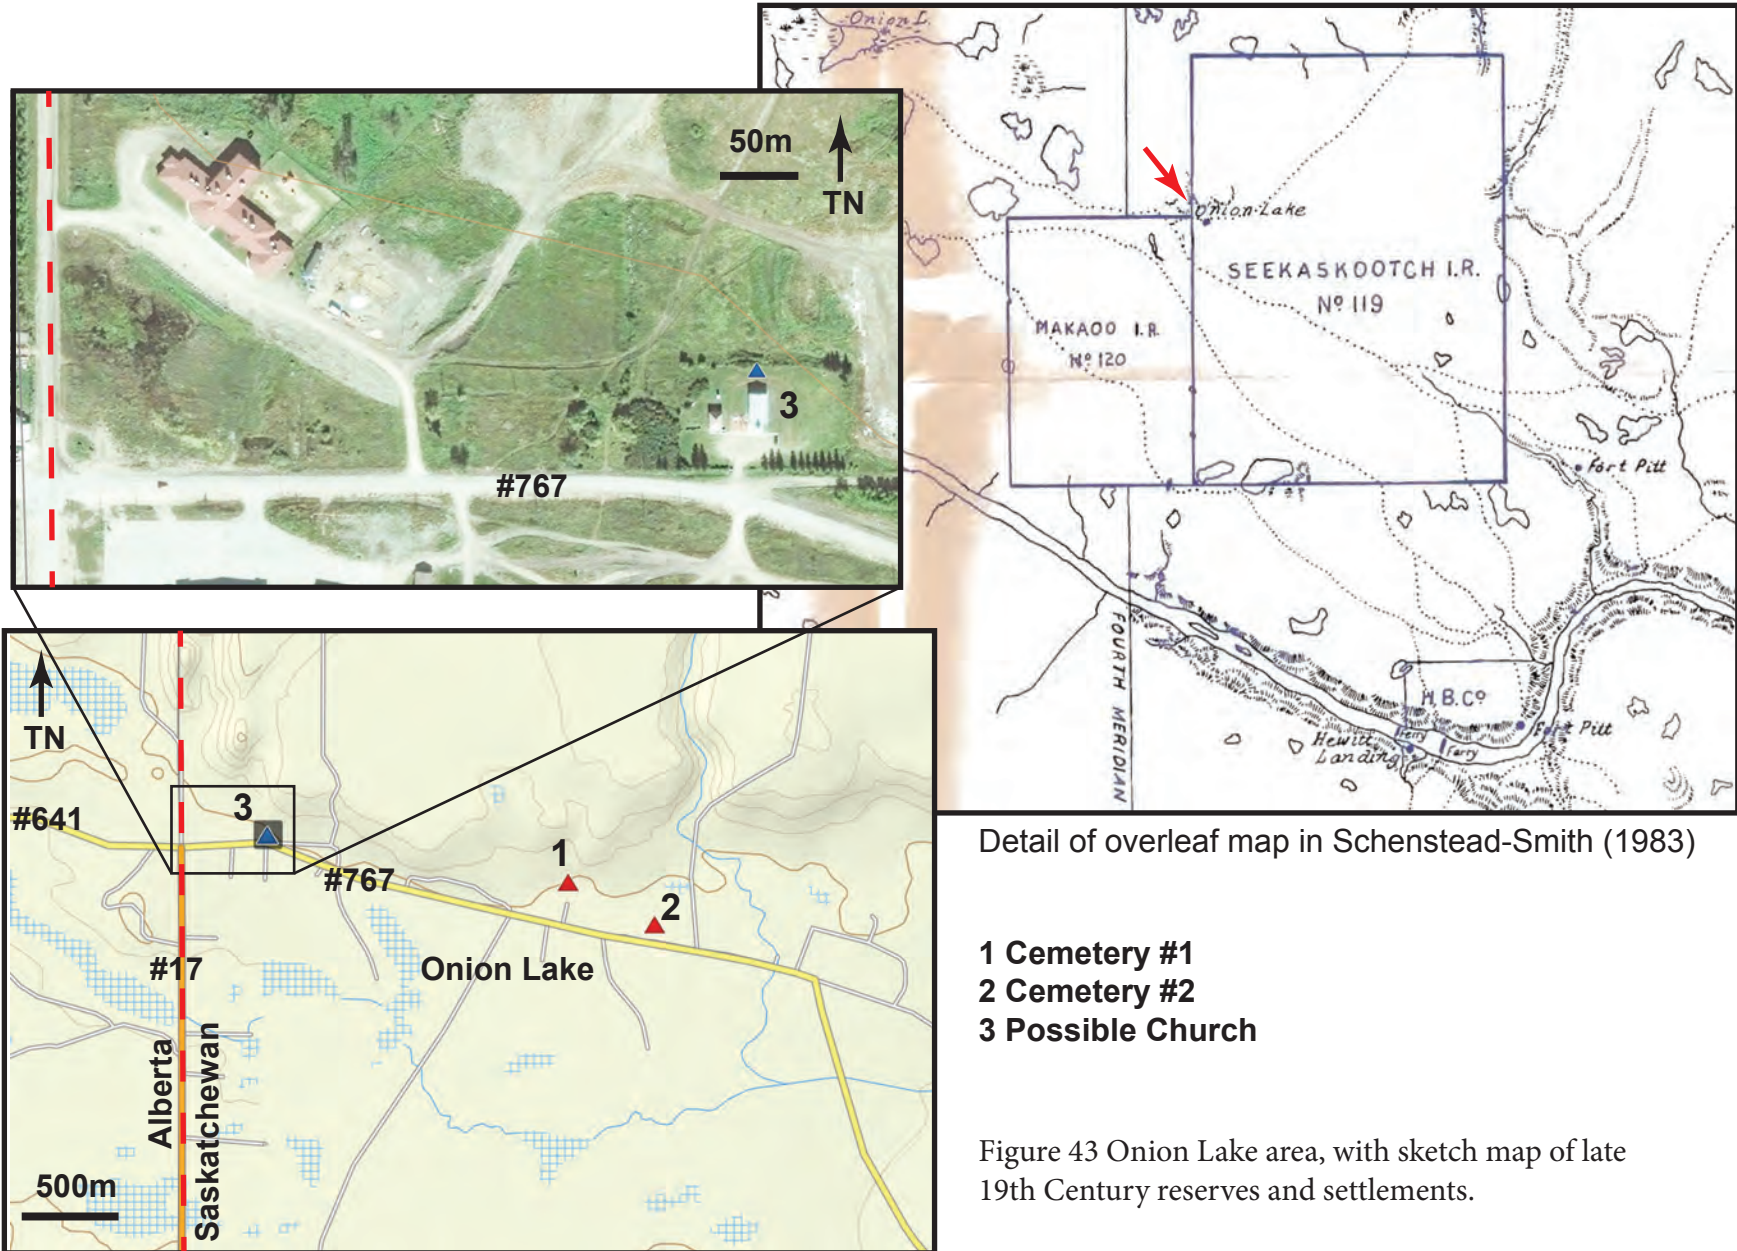 Onion L.
TRA
50m
TN
3
#767
Onion Lake
SEEKASKOOTCH I.R.
Nº 119
MAKAOO I.R.
Nº 120
Fort Pitt
FOURTH MERIDIAN
H.B.Cº
Ferry
Ferry
Fort Pitt
Hewitt
Landing
TN
#641
3
#767
1
2
#17
Onion Lake
Alberta
Saskatchewan
500m
Detail of overleaf map in Schenstead-Smith (1983)
1 Cemetery #1
2 Cemetery #2
3 Possible Church
Figure 43 Onion Lake area, with sketch map of late
19th Century reserves and settlements.